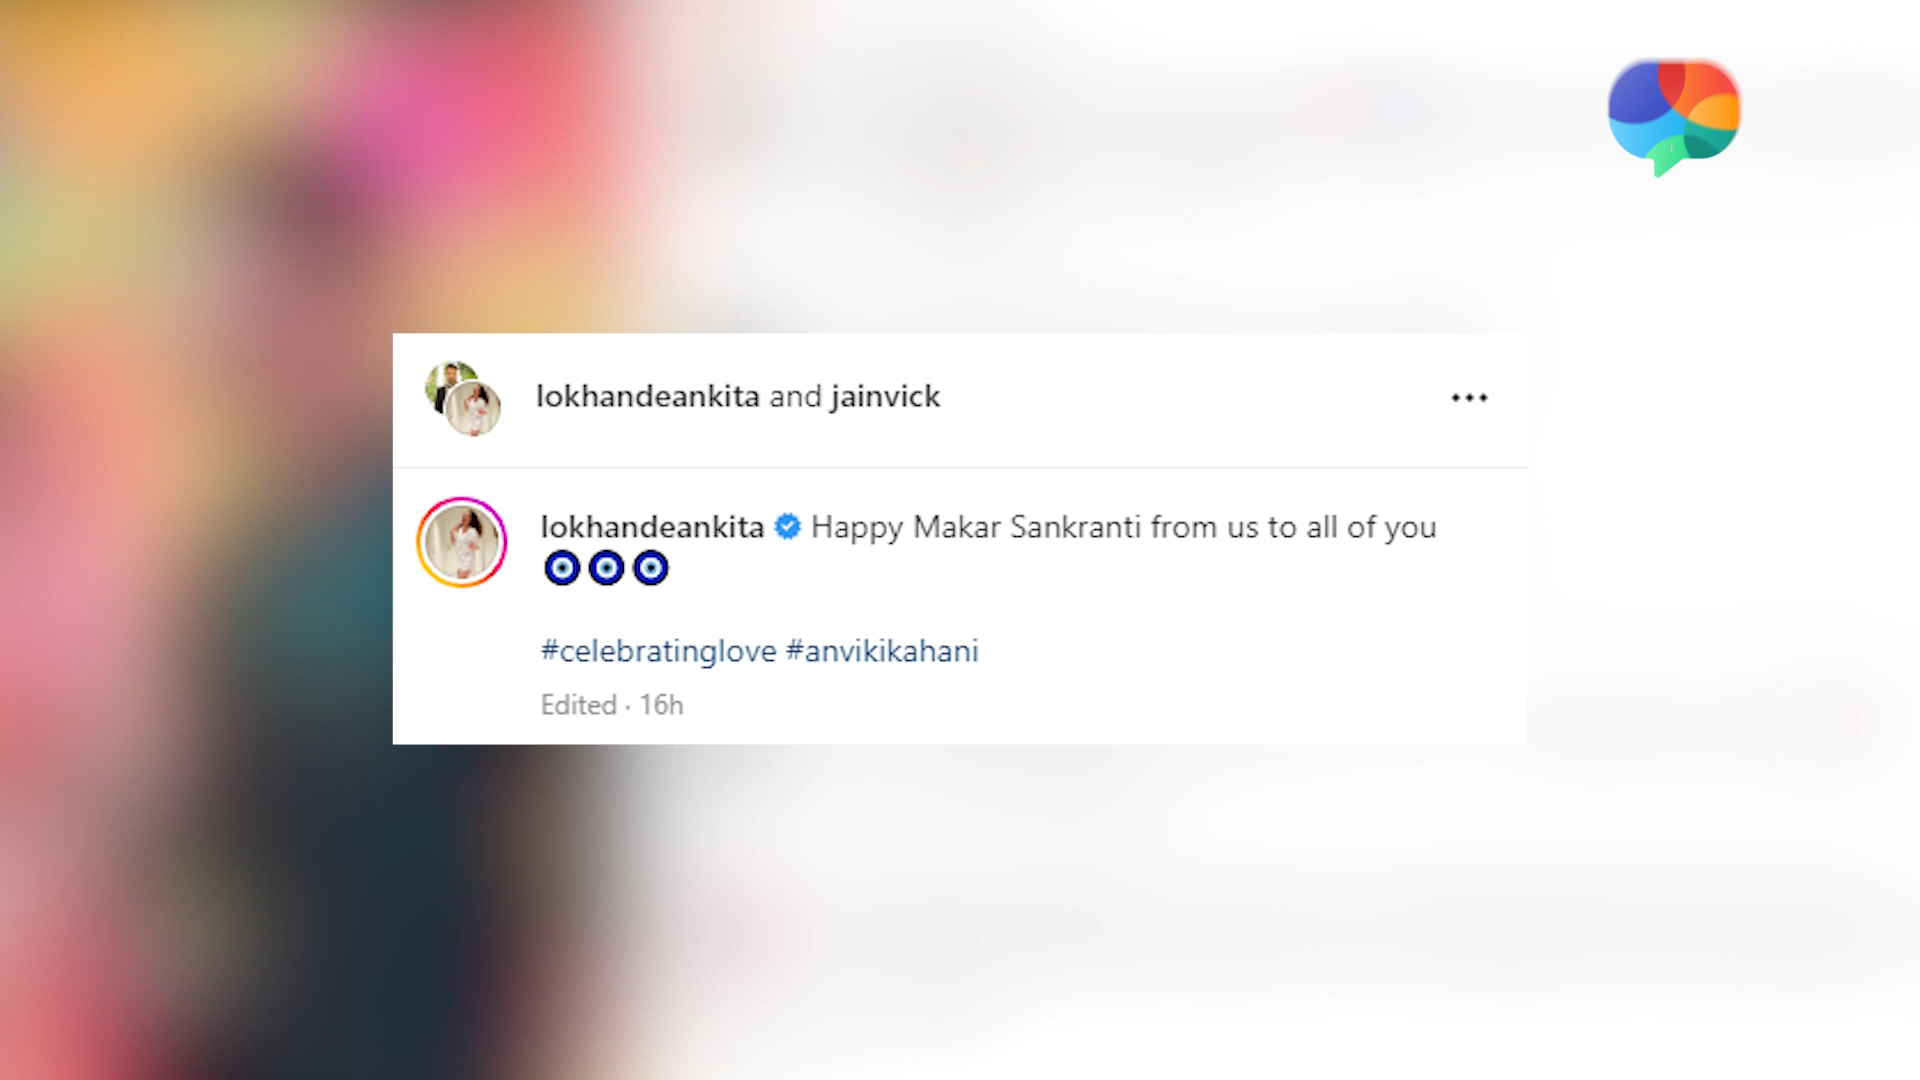 lokhandeankita and jainvick
lokhandeankita Happy Makar Sankranti from us to all of you
🧿🧿🧿
#celebratinglove #anvikikahani
Edited · 16h